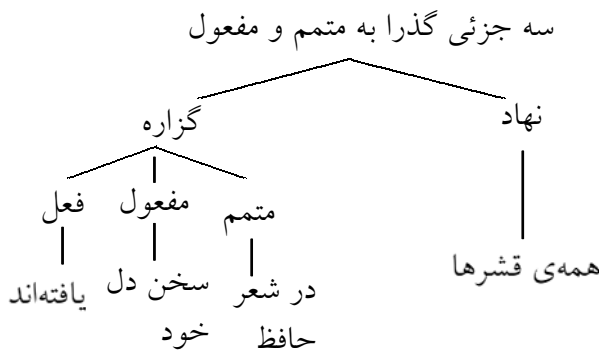 سه جزئی گذرا به متمم و مفعول
نهاد
گزاره
متمم
مفعول
فعل
همه‌ی قشرها
در شعر
حافظ
سخن دل
خود
یافته‌اند